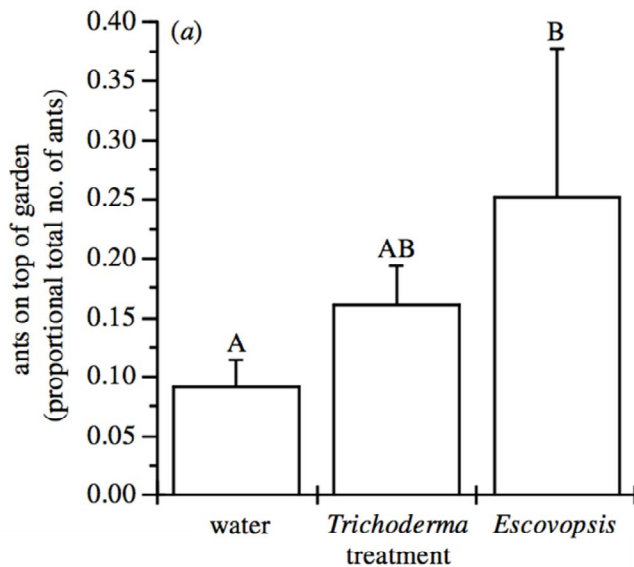 (a)
ants on top of garden
(proportional total no. of ants)
0.40
0.35
0.30
0.25
0.20
0.15
0.10
0.05
0.00
A
AB
B
water
Trichoderma
Escovopsis
treatment